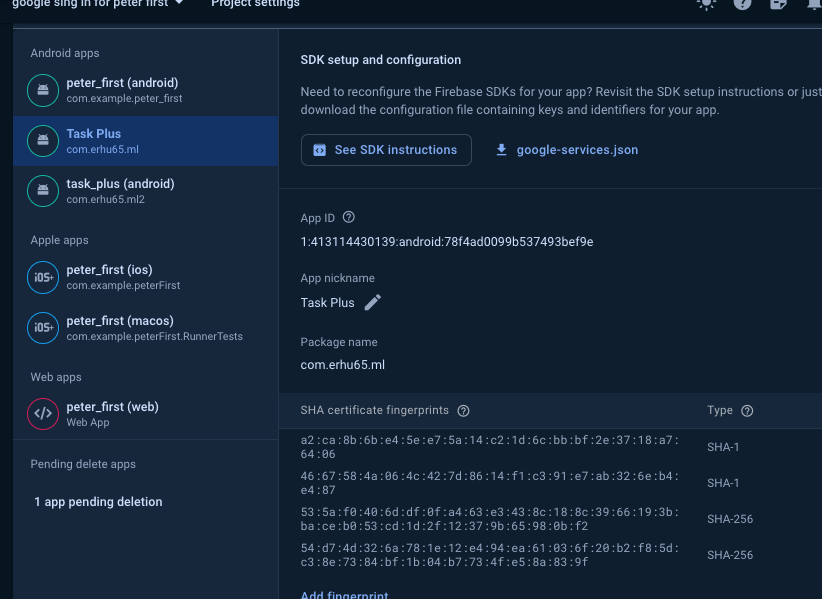 google sing in for peter first
Project settings
Android apps
peter_first (android)
com.example.peter_first
Task Plus
com.erhu65.ml
task_plus (android)
com.erhu65.ml2
Apple apps
peter_first (ios)
com.example.peterFirst
peter_first (macos)
com.example.peterFirst.RunnerTests
Web apps
peter_first (web)
Web App
Pending delete apps
1 app pending deletion
SDK setup and configuration
Need to reconfigure the Firebase SDKs for your app? Revisit the SDK setup instructions or just
download the configuration file containing keys and identifiers for your app.
See SDK instructions
google-services.json
App ID
1:413114430139:android:78f4ad0099b537493bef9e
App nickname
Task Plus
Package name
com.erhu65.ml
SHA certificate fingerprints
Type
a2:ca:8b:6b:e4:5e:e7:5a:14:c2:1d:6c:bb:bf:2e:37:18:a7:
64:06
SHA-1
46:67:58:4a:06:4c:42:7d:86:14:f1:c3:91:e7:ab:32:6e:b4:
e4:87
SHA-1
53:5a:f0:40:6d:df:0f:a4:63:e3:43:8c:18:8c:39:66:19:3b:
ba:ce:b0:53:cd:1d:2f:12:37:9b:65:98:0b:f2
SHA-256
54:d7:4d:32:6a:78:1e:12:e4:94:ea:61:03:6f:20:b2:f8:5d:
c3:8e:73:84:bf:1b:04:b7:73:4f:e5:8a:83:9f
SHA-256
Add fingerprint